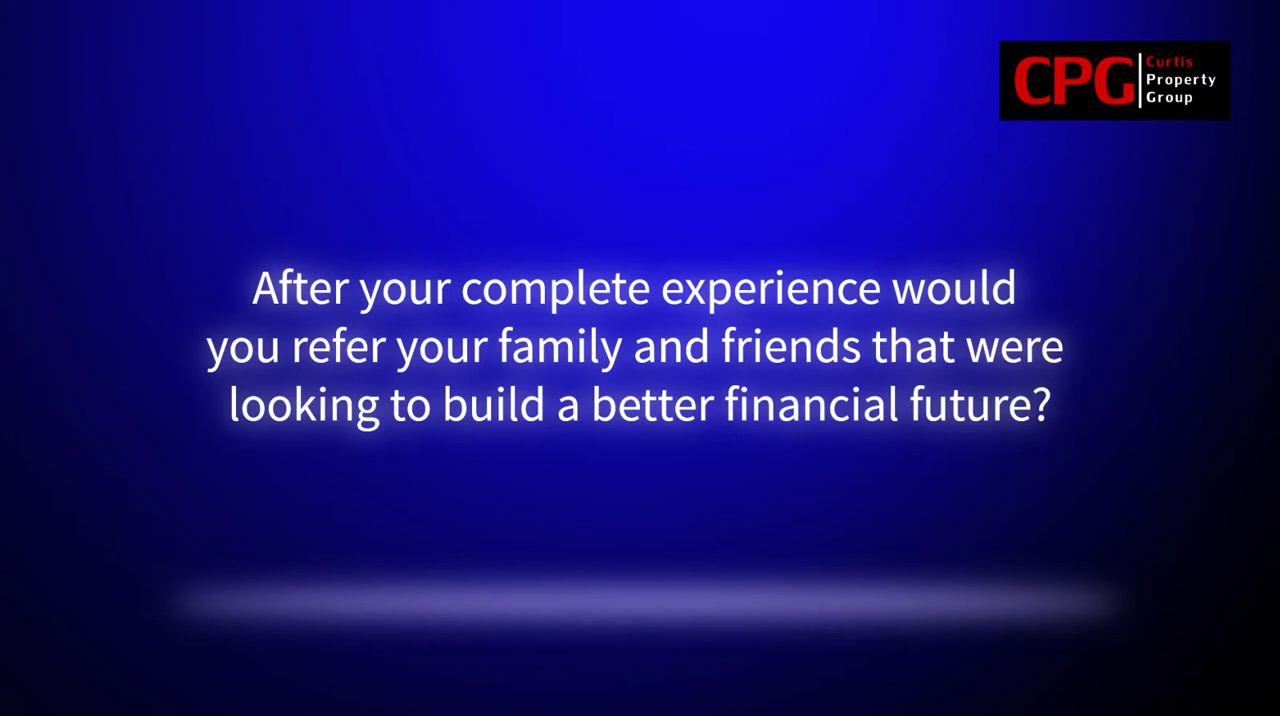 CPG
Curtis
Property
Group
After your complete experience would
you refer your family and friends that were
looking to build a better financial future?